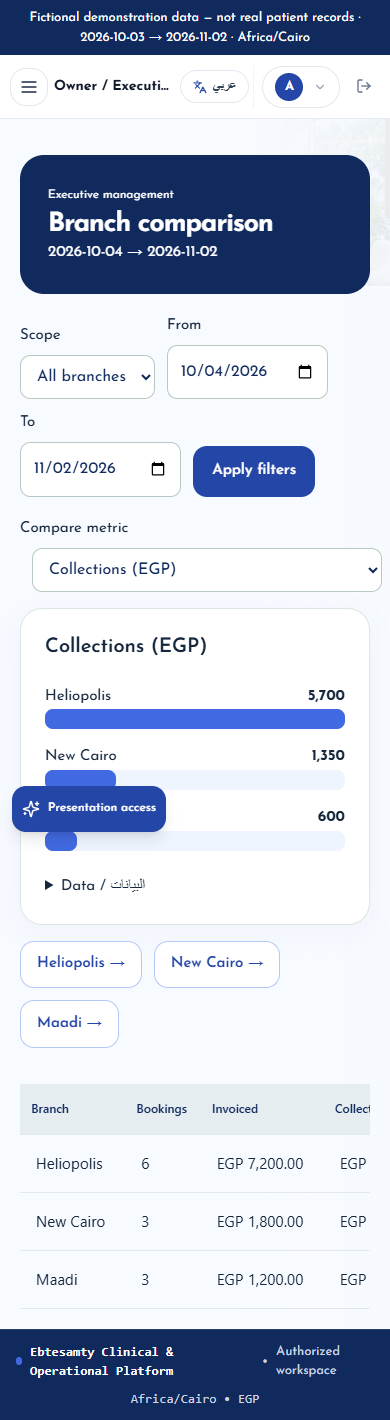 Fictional demonstration data — not real patient records ·
2026-10-03 → 2026-11-02 · Africa/Cairo
Owner / Executi...
عربي
A
Executive management
Branch comparison
2026-10-04 → 2026-11-02
Scope
From
All branches
10/04/2026
To
11/02/2026
Apply filters
Compare metric
Collections (EGP)
Collections (EGP)
Heliopolis 5,700
New Cairo 1,350
Presentation access
600
Data / البيانات
Heliopolis →
New Cairo →
Maadi →
Branch Bookings Invoiced Collect
Heliopolis 6 EGP 7,200.00 EGP
New Cairo 3 EGP 1,800.00 EGP
Maadi 3 EGP 1,200.00 EGP
Ebtesamty Clinical &
Operational Platform
• Authorized
workspace
Africa/Cairo • EGP